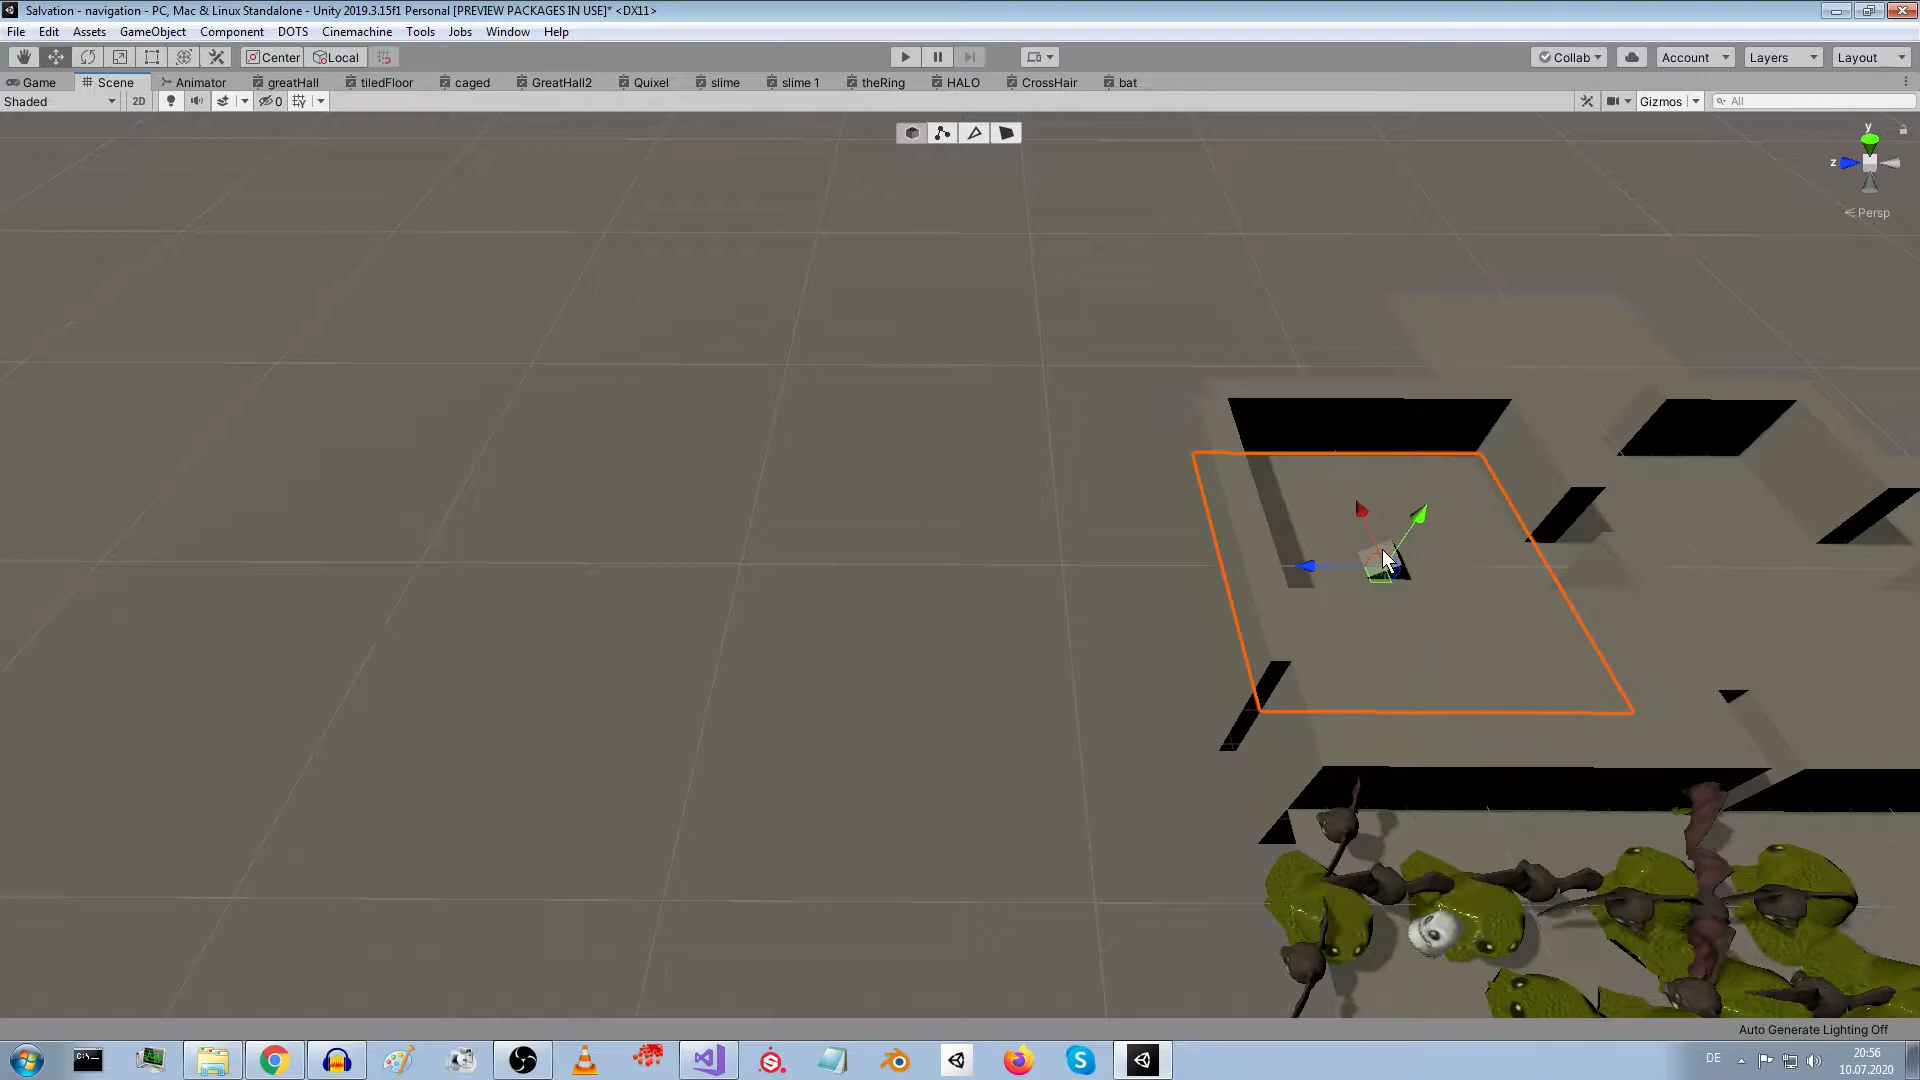 Salvation - navigation - PC, Mac & Linux Standalone - Unity 2019.3.15f1 Personal [PREVIEW PACKAGES IN USE]* <DX11>
File Edit Assets GameObject Component DOTS Cinemachine Tools Jobs Window Help
Center Local Collab Account Layers Layout
Game Scene Animator greatHall tiledFloor caged GreatHall2 Quixel slime slime 1 theRing HALO CrossHair bat
Shaded 2D 0 Gizmos All
y
z
Persp
Auto Generate Lighting Off
DE 20:56
10.07.2020